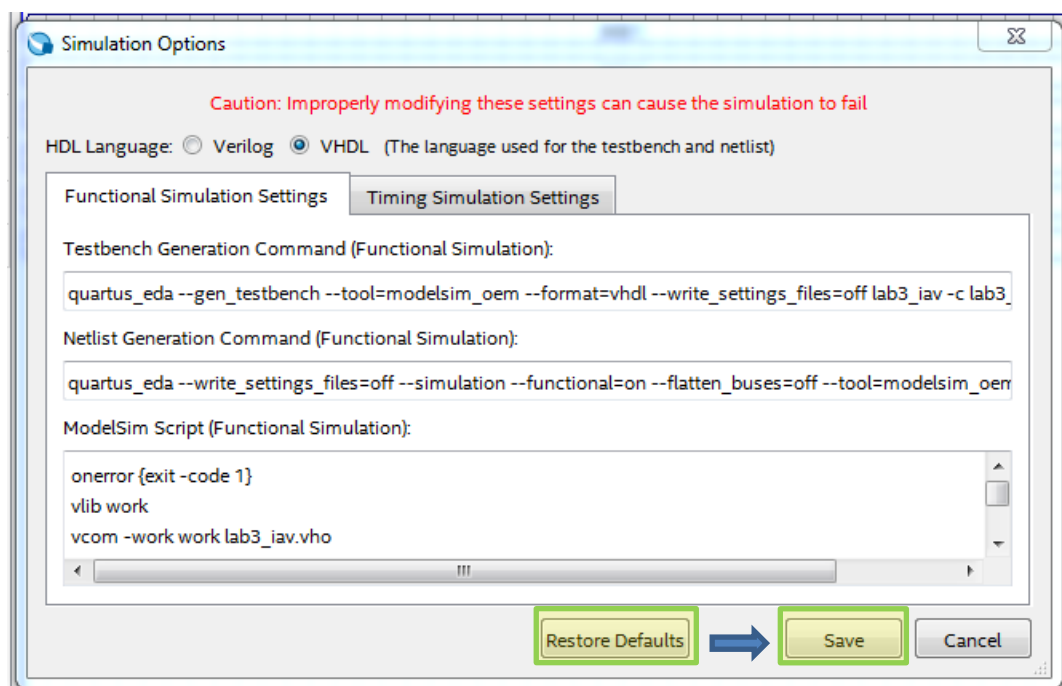 Simulation Options
Caution: Improperly modifying these settings can cause the simulation to fail
HDL Language: Verilog VHDL (The language used for the testbench and netlist)
Functional Simulation Settings Timing Simulation Settings
Testbench Generation Command (Functional Simulation):
quartus_eda --gen_testbench --tool=modelsim_oem --format=vhdl --write_settings_files=off lab3_iav -c lab3_
Netlist Generation Command (Functional Simulation):
quartus_eda --write_settings_files=off --simulation --functional=on --flatten_buses=off --tool=modelsim_oem
ModelSim Script (Functional Simulation):
onerror {exit -code 1}
vlib work
vcom -work work lab3_iav.vho
Restore Defaults Save Cancel